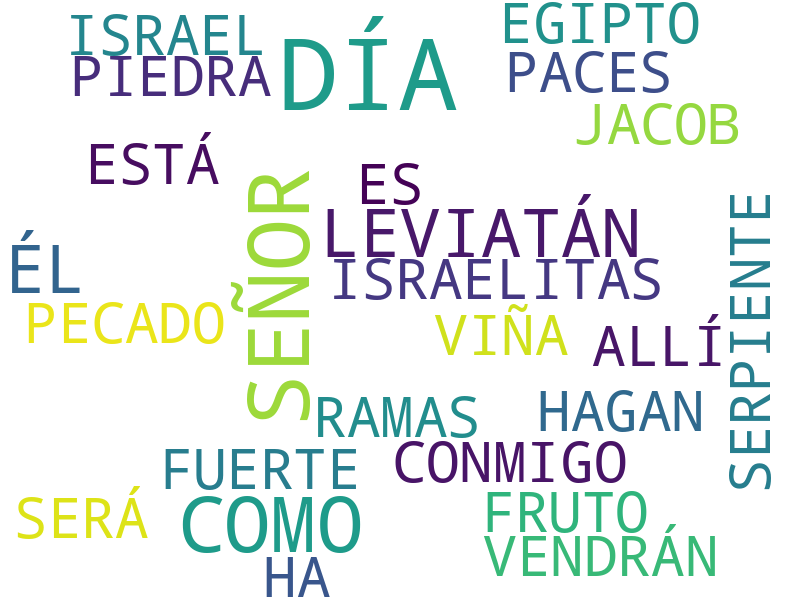 ISRAEL
EGIPTO
DÍA
PIEDRA
PACES
JACOB
ESTÁ
ES
SEÑOR
LEVIATÁN
SERPIENTE
ÉL
ISRAELITAS
PECADO
VIÑA
ALLÍ
RAMAS
HAGAN
FUERTE
CONMIGO
SERÁ
COMO
FRUTO
VENDRÁN
HA